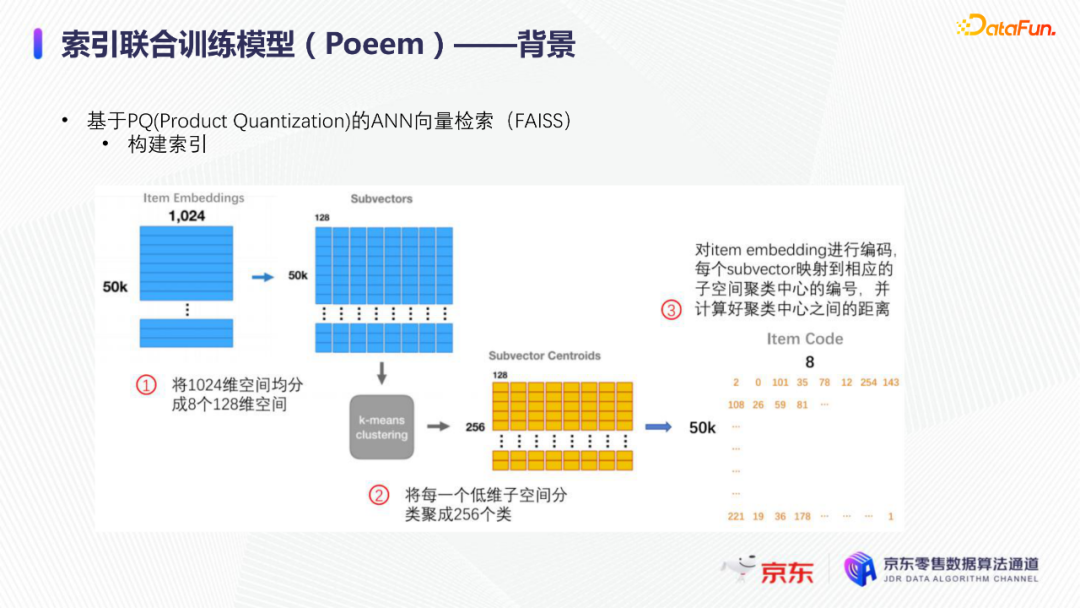 索引联合训练模型（Poeem）——背景
DataFun.
• 基于PQ(Product Quantization)的ANN向量检索（FAISS）
• 构建索引
Item Embeddings
1,024
50k
Subvectors
128
50k
① 将1024维空间均分
成8个128维空间
k-means
clustering
Subvector Centroids
128
256
② 将每一个低维子空间分
类聚成256个类
对item embedding进行编码,
每个subvector映射到相应的
子空间聚类中心的编号，并
③ 计算好聚类中心之间的距离
Item Code
8
50k
2 0 101 35 78 12 254 143
108 26 59 81 ...
...
...
...
...
221 19 36 178 ... ... ... 1
京东
京东零售数据算法通道
JDR DATA ALGORITHM CHANNEL